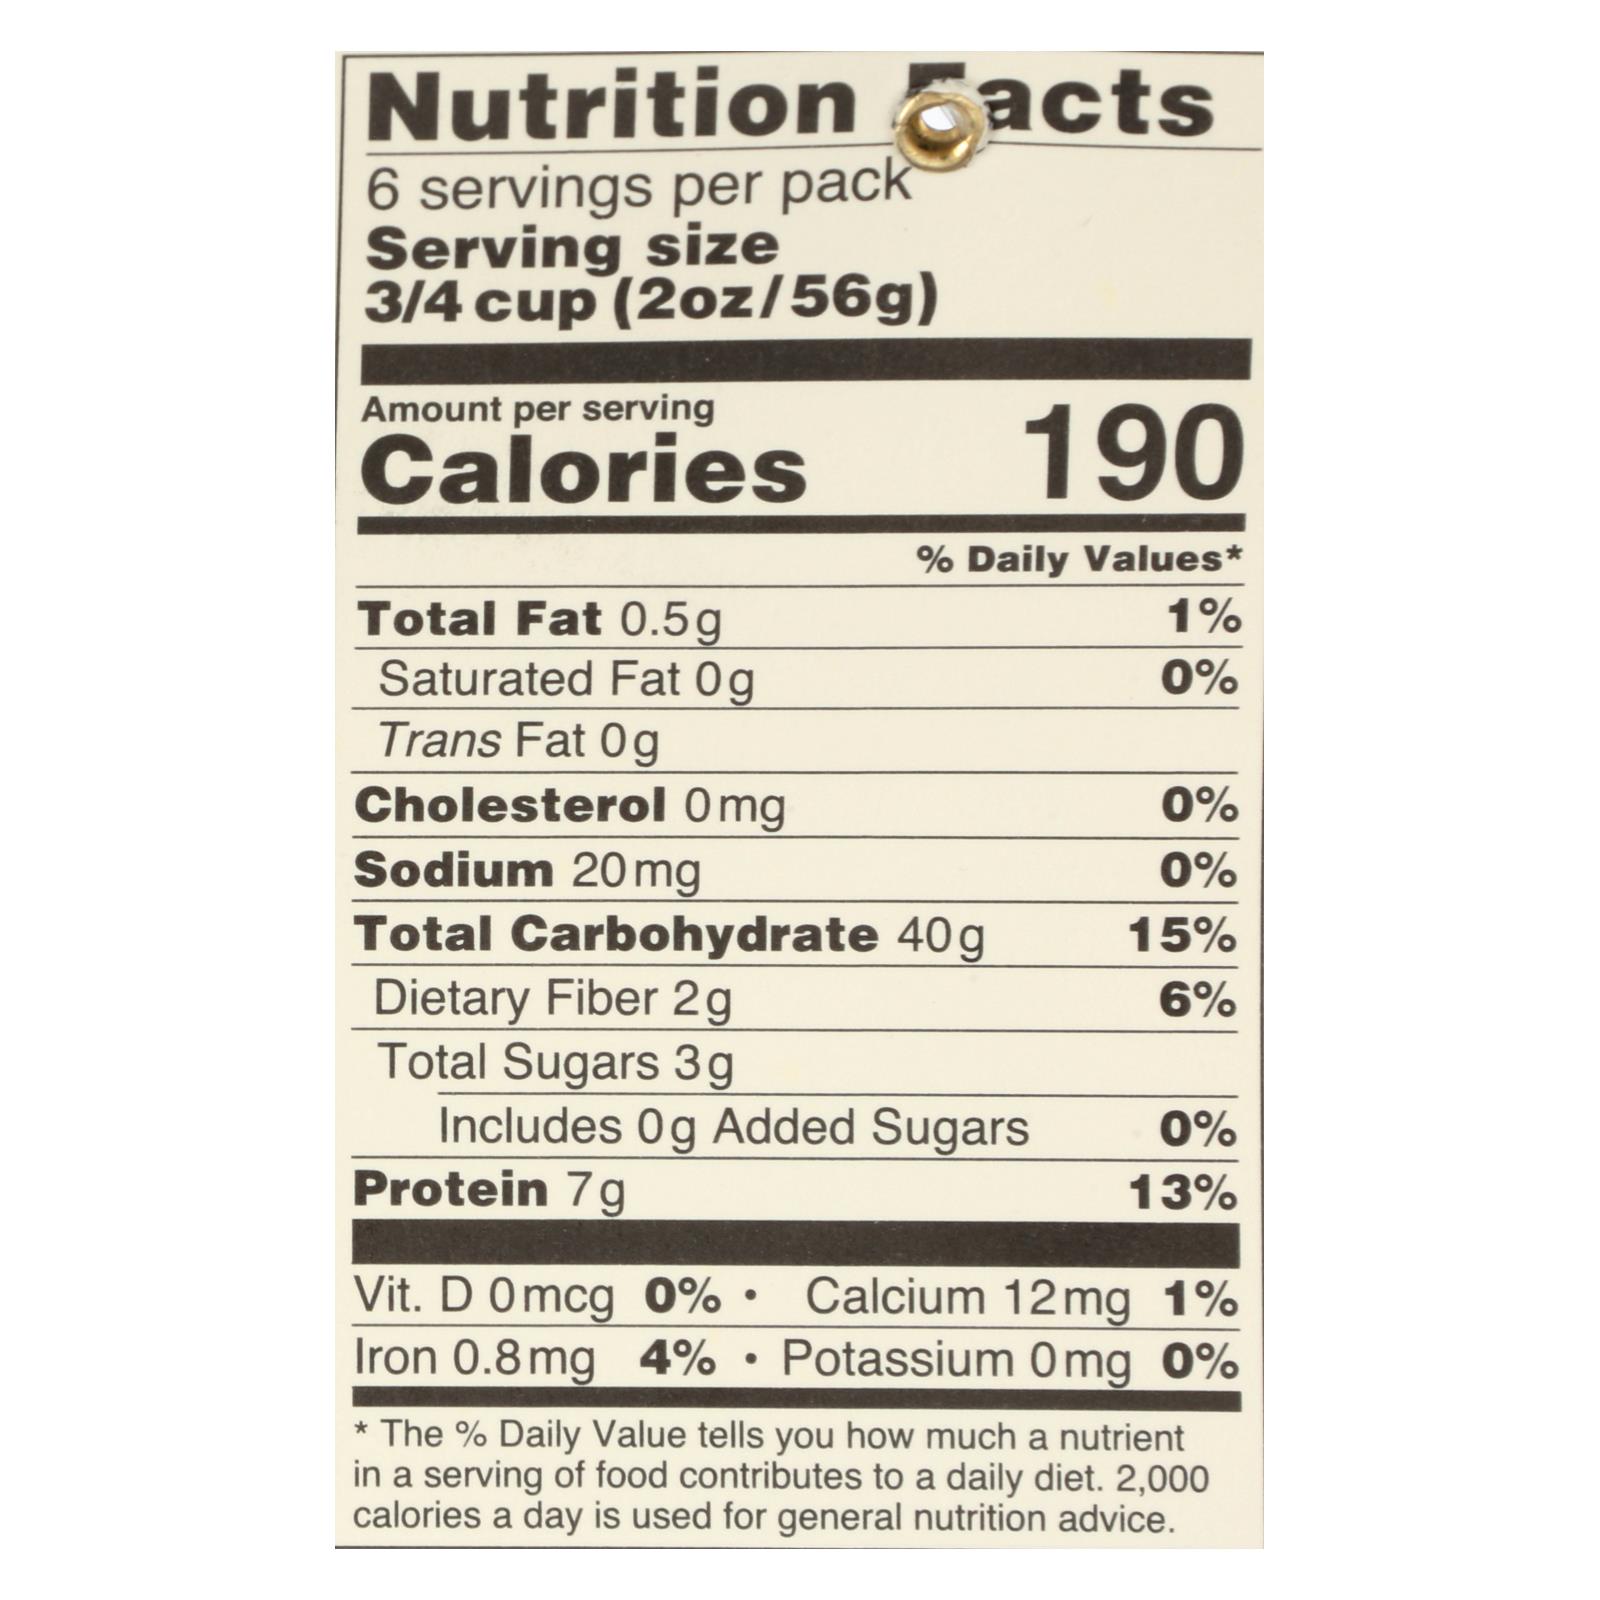 Nutrition Facts
6 servings per pack
Serving size
3/4 cup (2oz/56g)
Amount per serving
Calories 190
% Daily Values*
Total Fat 0.5g 1%
Saturated Fat 0g 0%
Trans Fat 0g
Cholesterol 0mg 0%
Sodium 20mg 0%
Total Carbohydrate 40g 15%
Dietary Fiber 2g 6%
Total Sugars 3g
Includes 0g Added Sugars 0%
Protein 7g 13%
Vit. D 0mcg 0% • Calcium 12mg 1%
Iron 0.8mg 4% • Potassium 0mg 0%
* The % Daily Value tells you how much a nutrient
in a serving of food contributes to a daily diet. 2,000
calories a day is used for general nutrition advice.